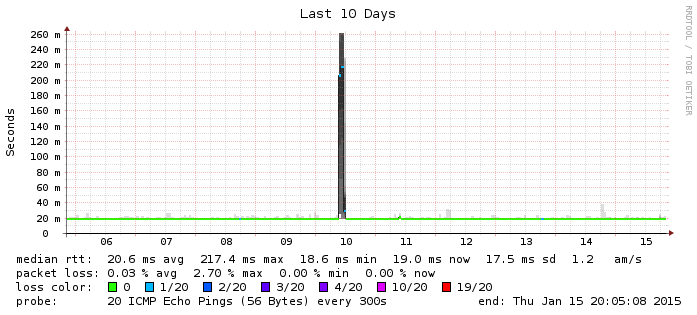 Last 10 Days
RRDTOOL / TOBI OETIKER
Seconds
260 m
240 m
220 m
200 m
180 m
160 m
140 m
120 m
100 m
80 m
60 m
40 m
20 m
0
06 07 08 09 10 11 12 13 14 15
median rtt: 20.6 ms avg 217.4 ms max 18.6 ms min 19.0 ms now 17.5 ms sd 1.2 am/s
packet loss: 0.03 % avg 2.70 % max 0.00 % min 0.00 % now
loss color: 0 1/20 2/20 3/20 4/20 10/20 19/20
probe: 20 ICMP Echo Pings (56 Bytes) every 300s end: Thu Jan 15 20:05:08 2015